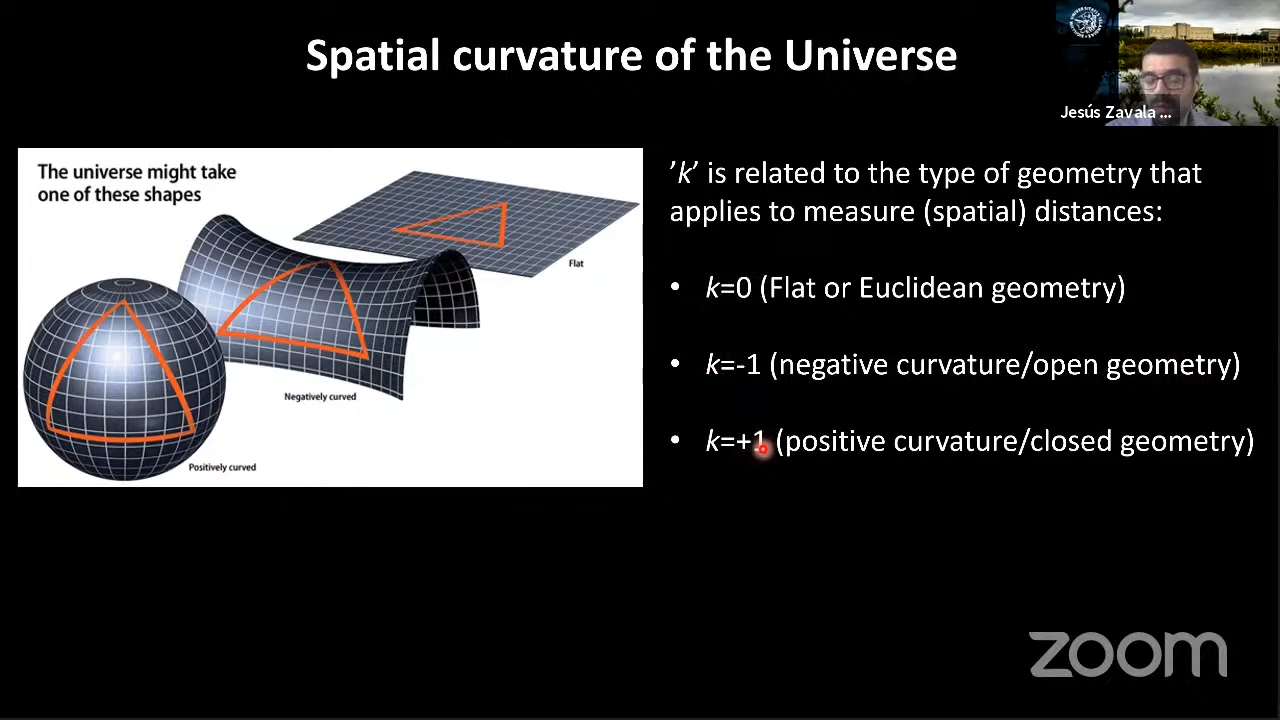 Spatial curvature of the Universe
Jesús Zavala ...
The universe might take
one of these shapes
Flat
Negatively curved
Positively curved
’k’ is related to the type of geometry that
applies to measure (spatial) distances:
• k=0 (Flat or Euclidean geometry)
• k=-1 (negative curvature/open geometry)
• k=+1 (positive curvature/closed geometry)
zoom